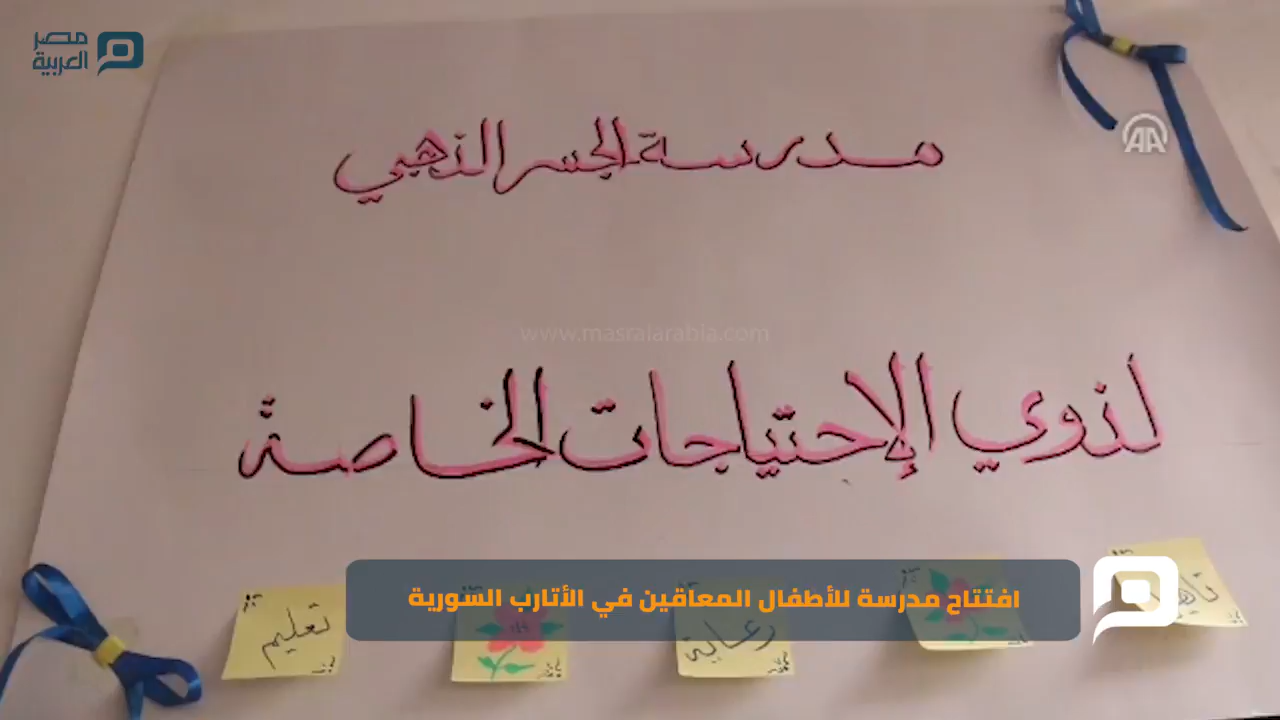 مصر
العربية
AA
مدرسة الجسر الذهبي
www.masralarabia.com
لذوي الإحتياجات الخاصة
افتتاح مدرسة للأطفال المعاقين في الأتارب السورية
رعاية
تعليم